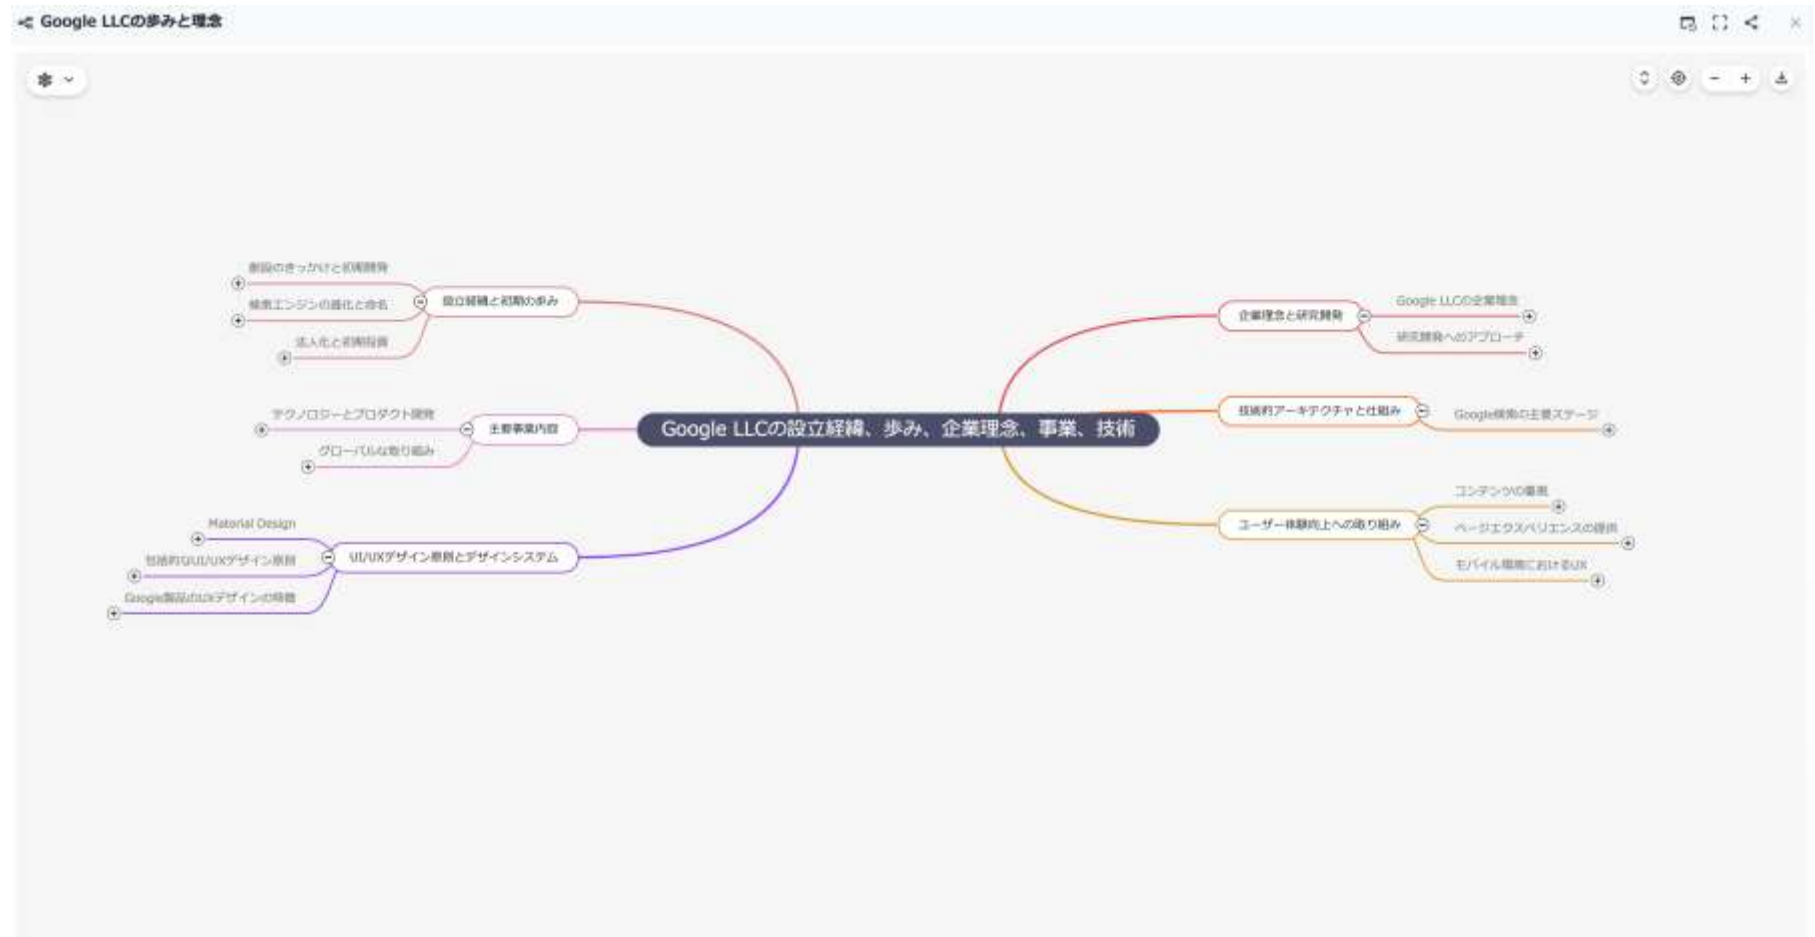 Google LLCの歩みと理念
創設のきっかけと初期開発
検索エンジンの進化と命名
法人化と初期投資
設立経緯と初期の歩み
テクノロジーとプロダクト開発
グローバルな取り組み
主要事業内容
Material Design
包括的なUI/UXデザイン原則
Google製品のUXデザインの特徴
UI/UXデザイン原則とデザインシステム
Google LLCの設立経緯、歩み、企業理念、事業、技術
企業理念と研究開発
Google LLCの企業理念
研究開発へのアプローチ
技術的アーキテクチャと仕組み
Google検索の主要ステージ
ユーザー体験向上への取り組み
コンテンツの重視
ページエクスペリエンスの提供
モバイル環境におけるUX